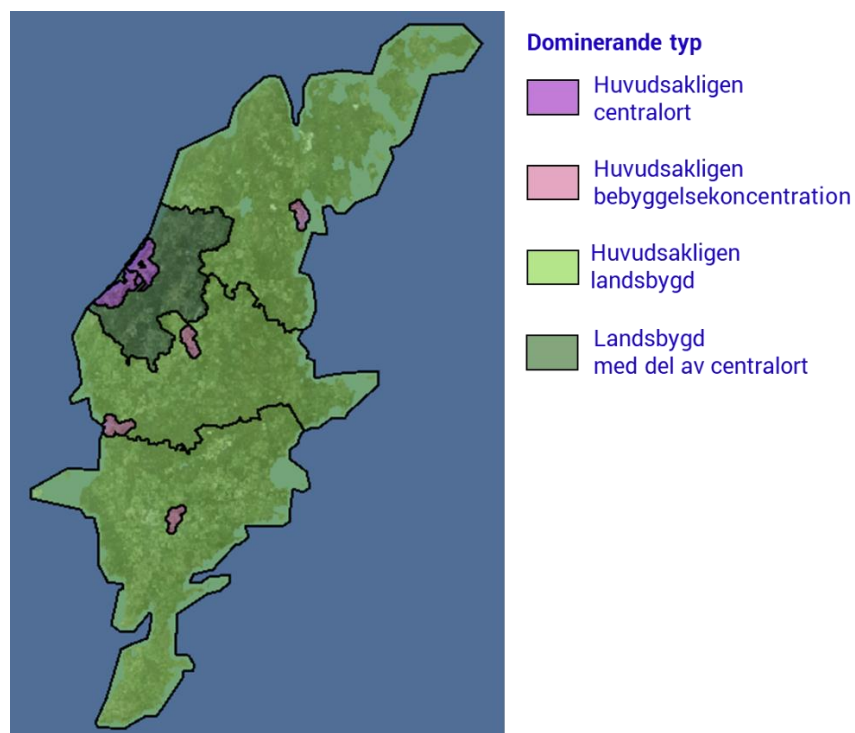 Dominerande typ
Huvudsakligen
centralort
Huvudsakligen
bebyggelsekoncentration
Huvudsakligen
landsbygd
Landsbygd
med del av centralort